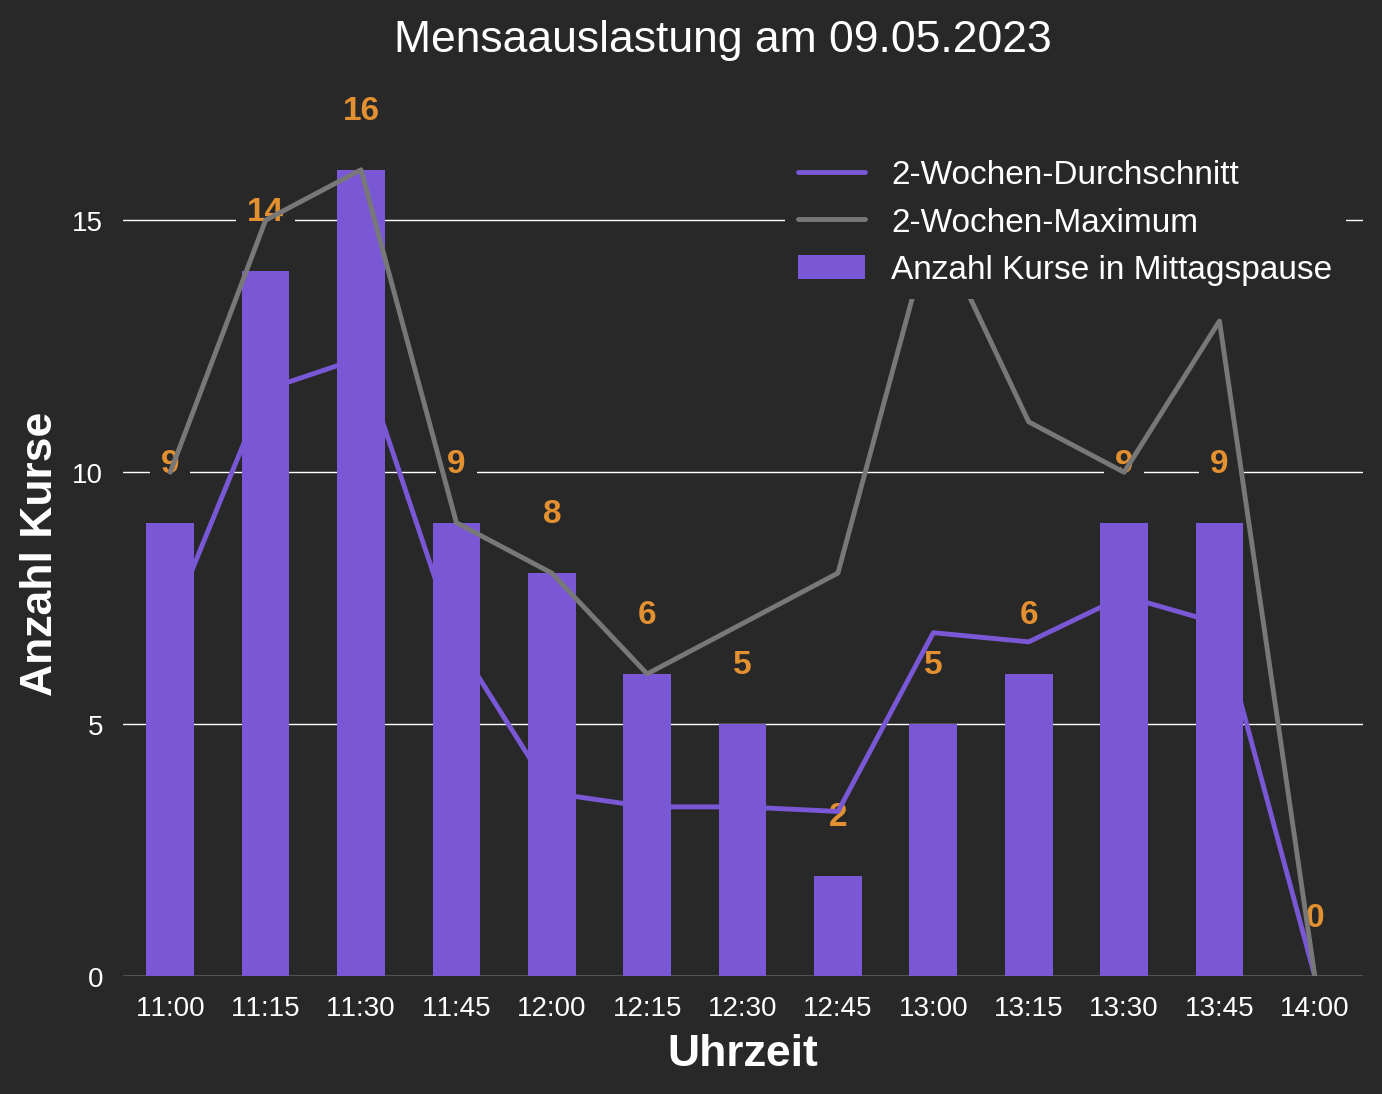 Mensaauslastung am 09.05.2023
16
2-Wochen-Durchschnitt
14
15
2-Wochen-Maximum
Anzahl Kurse in Mittagspause
9
9
9
9
10
8
6
6
5
5
5
2
0
0
Anzahl Kurse
11:00 11:15 11:30 11:45 12:00 12:15 12:30 12:45 13:00 13:15 13:30 13:45 14:00
Uhrzeit